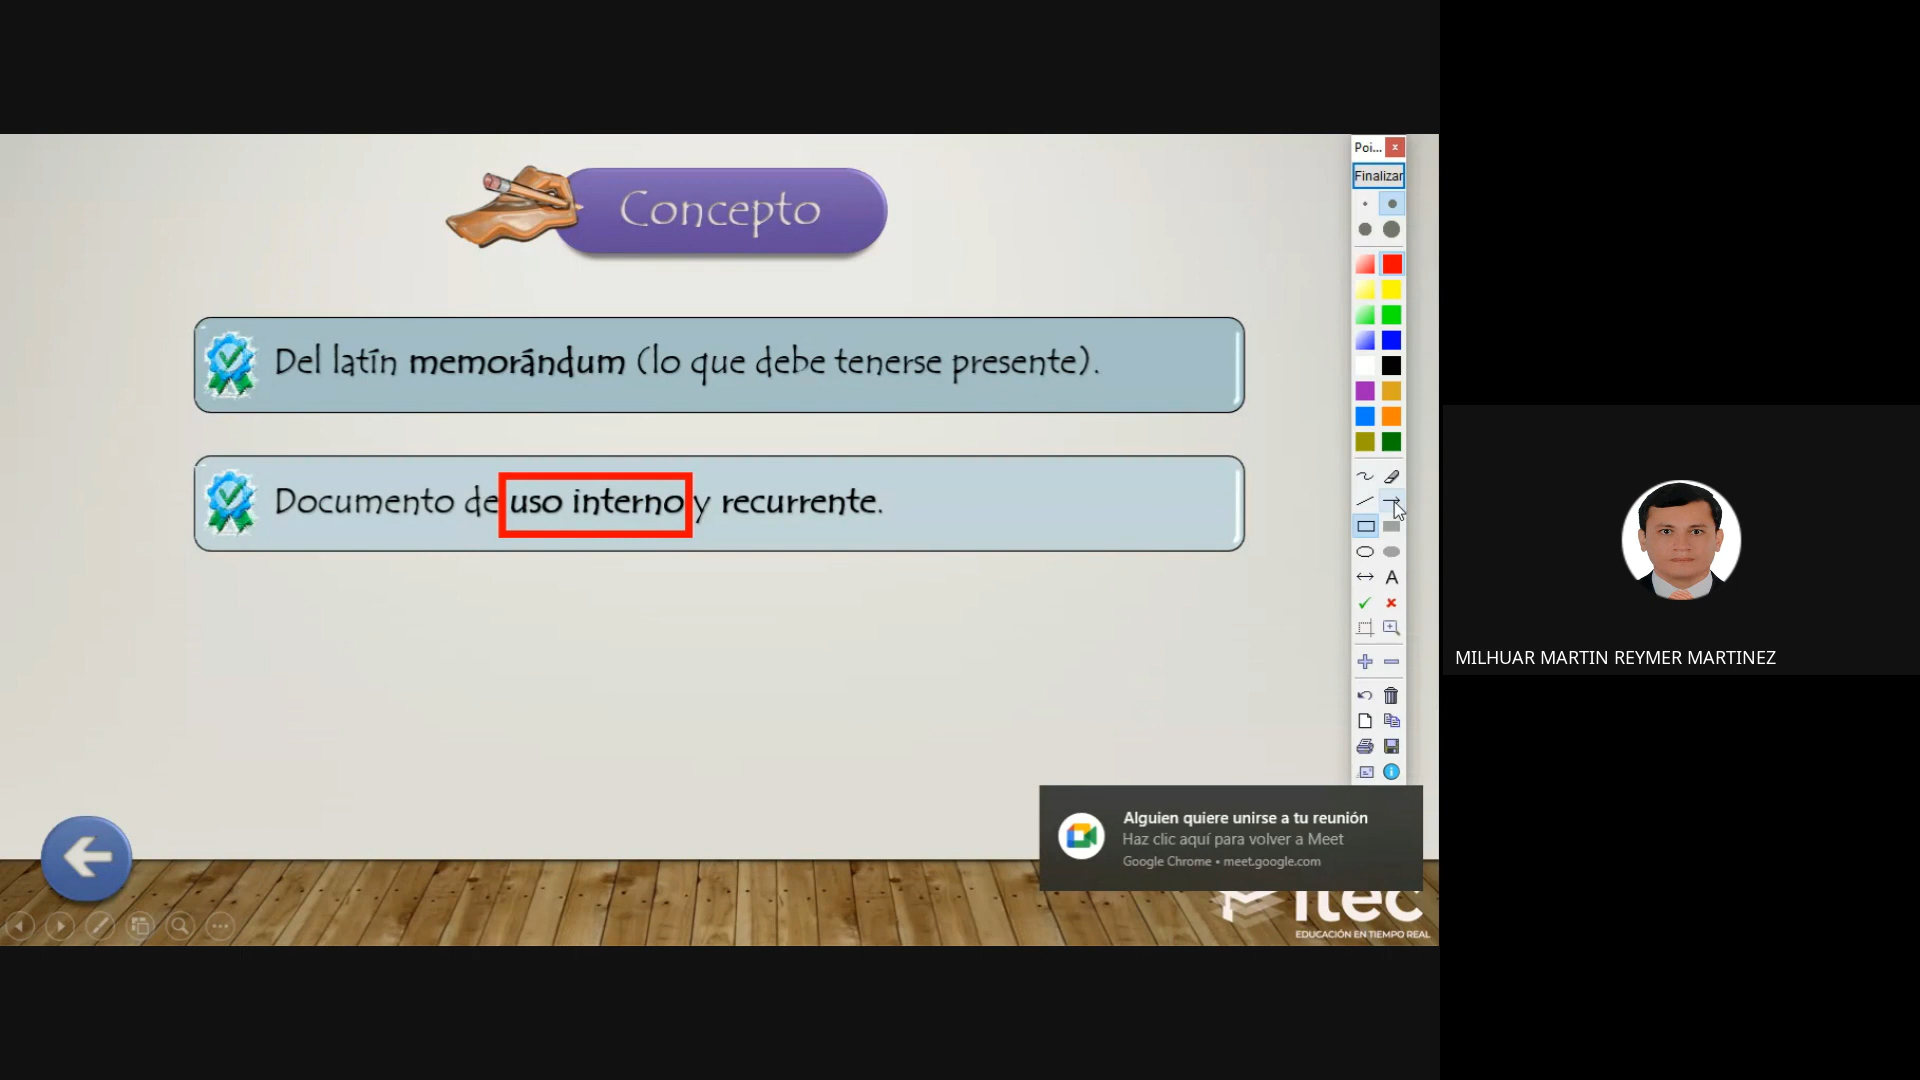 Poi...
Finalizar
Concepto
Del latín memorándum (lo que debe tenerse presente).
Documento de uso interno y recurrente.
A
MILHUAR MARTIN REYMER MARTINEZ
Alguien quiere unirse a tu reunión
Haz clic aquí para volver a Meet
Google Chrome • meet.google.com
itec
EDUCACIÓN EN TIEMPO REAL